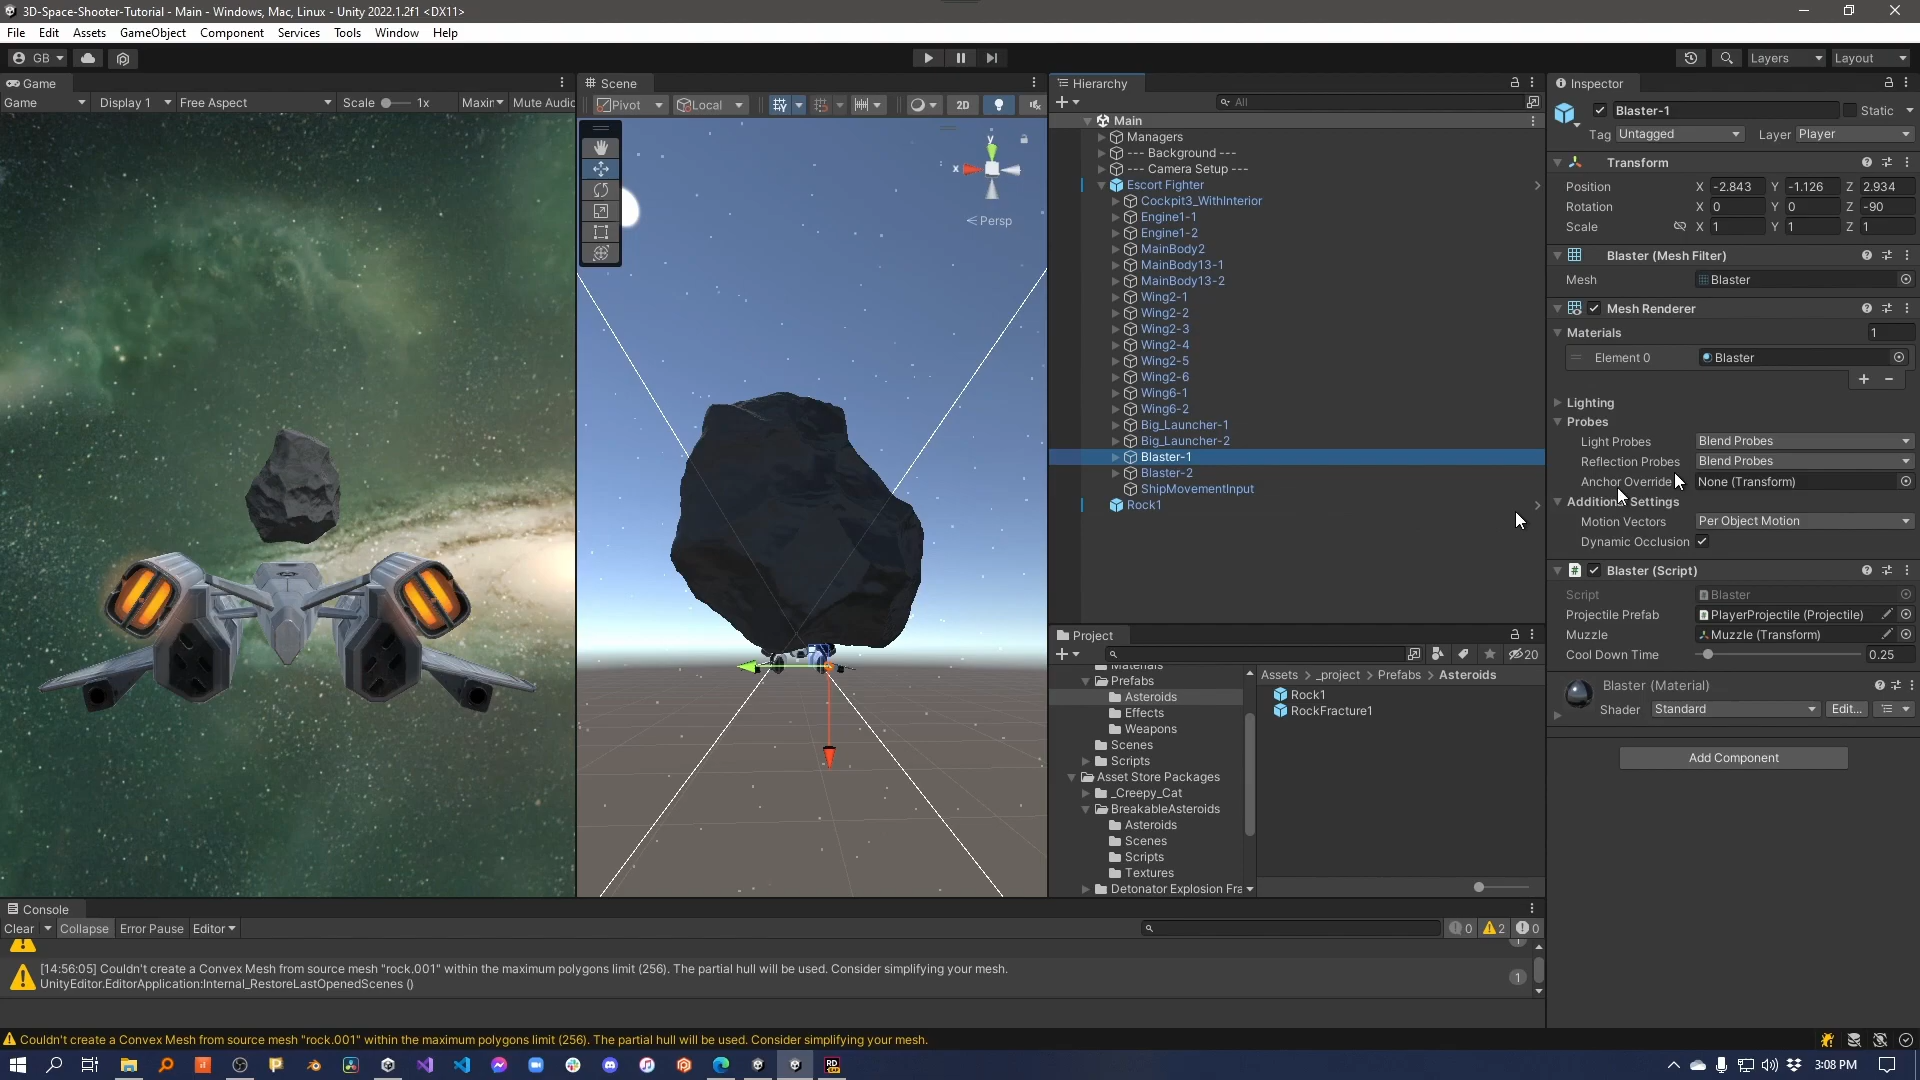 3D-Space-Shooter-Tutorial - Main - Windows, Mac, Linux - Unity 2022.1.2f1 <DX11>
File Edit Assets GameObject Component Services Tools Window Help
GB Layers Layout
Game
Game Display 1 Free Aspect Scale 1x Maxin Mute Audio
Scene
Pivot Local 2D
y
x
< Persp
Hierarchy
All
Main
Managers
--- Background ---
--- Camera Setup ---
Escort Fighter
Cockpit3_WithInterior
Engine1-1
Engine1-2
MainBody2
MainBody13-1
MainBody13-2
Wing2-1
Wing2-2
Wing2-3
Wing2-4
Wing2-5
Wing2-6
Wing6-1
Wing6-2
Big_Launcher-1
Big_Launcher-2
Blaster-1
Blaster-2
ShipMovementInput
Rock1
Project
20
Materials
Prefabs
Asteroids
Effects
Weapons
Scenes
Scripts
Asset Store Packages
_Creepy_Cat
BreakableAsteroids
Asteroids
Scenes
Scripts
Textures
Detonator Explosion Fra
Assets > _project > Prefabs > Asteroids
Rock1
RockFracture1
Inspector
Blaster-1 Static
Tag Untagged Layer Player
Transform
Position X -2.843 Y -1.126 Z 2.934
Rotation X 0 Y 0 Z -90
Scale X 1 Y 1 Z 1
Blaster (Mesh Filter)
Mesh Blaster
Mesh Renderer
Materials 1
Element 0 Blaster
Lighting
Probes
Light Probes Blend Probes
Reflection Probes Blend Probes
Anchor Override None (Transform)
Settings
Motion Vectors Per Object Motion
Dynamic Occlusion
Blaster (Script)
Script Blaster
Projectile Prefab PlayerProjectile (Projectile)
Muzzle Muzzle (Transform)
Cool Down Time 0.25
Blaster (Material)
Shader Standard Edit...
Add Component
Console
Clear Collapse Error Pause Editor 0 2 0
[14:56:05] Couldn't create a Convex Mesh from source mesh "rock.001" within the maximum polygons limit (256). The partial hull will be used. Consider simplifying your mesh.
UnityEditor.EditorApplication:Internal_RestoreLastOpenedScenes ()
1
Couldn't create a Convex Mesh from source mesh "rock.001" within the maximum polygons limit (256). The partial hull will be used. Consider simplifying your mesh.
3:08 PM